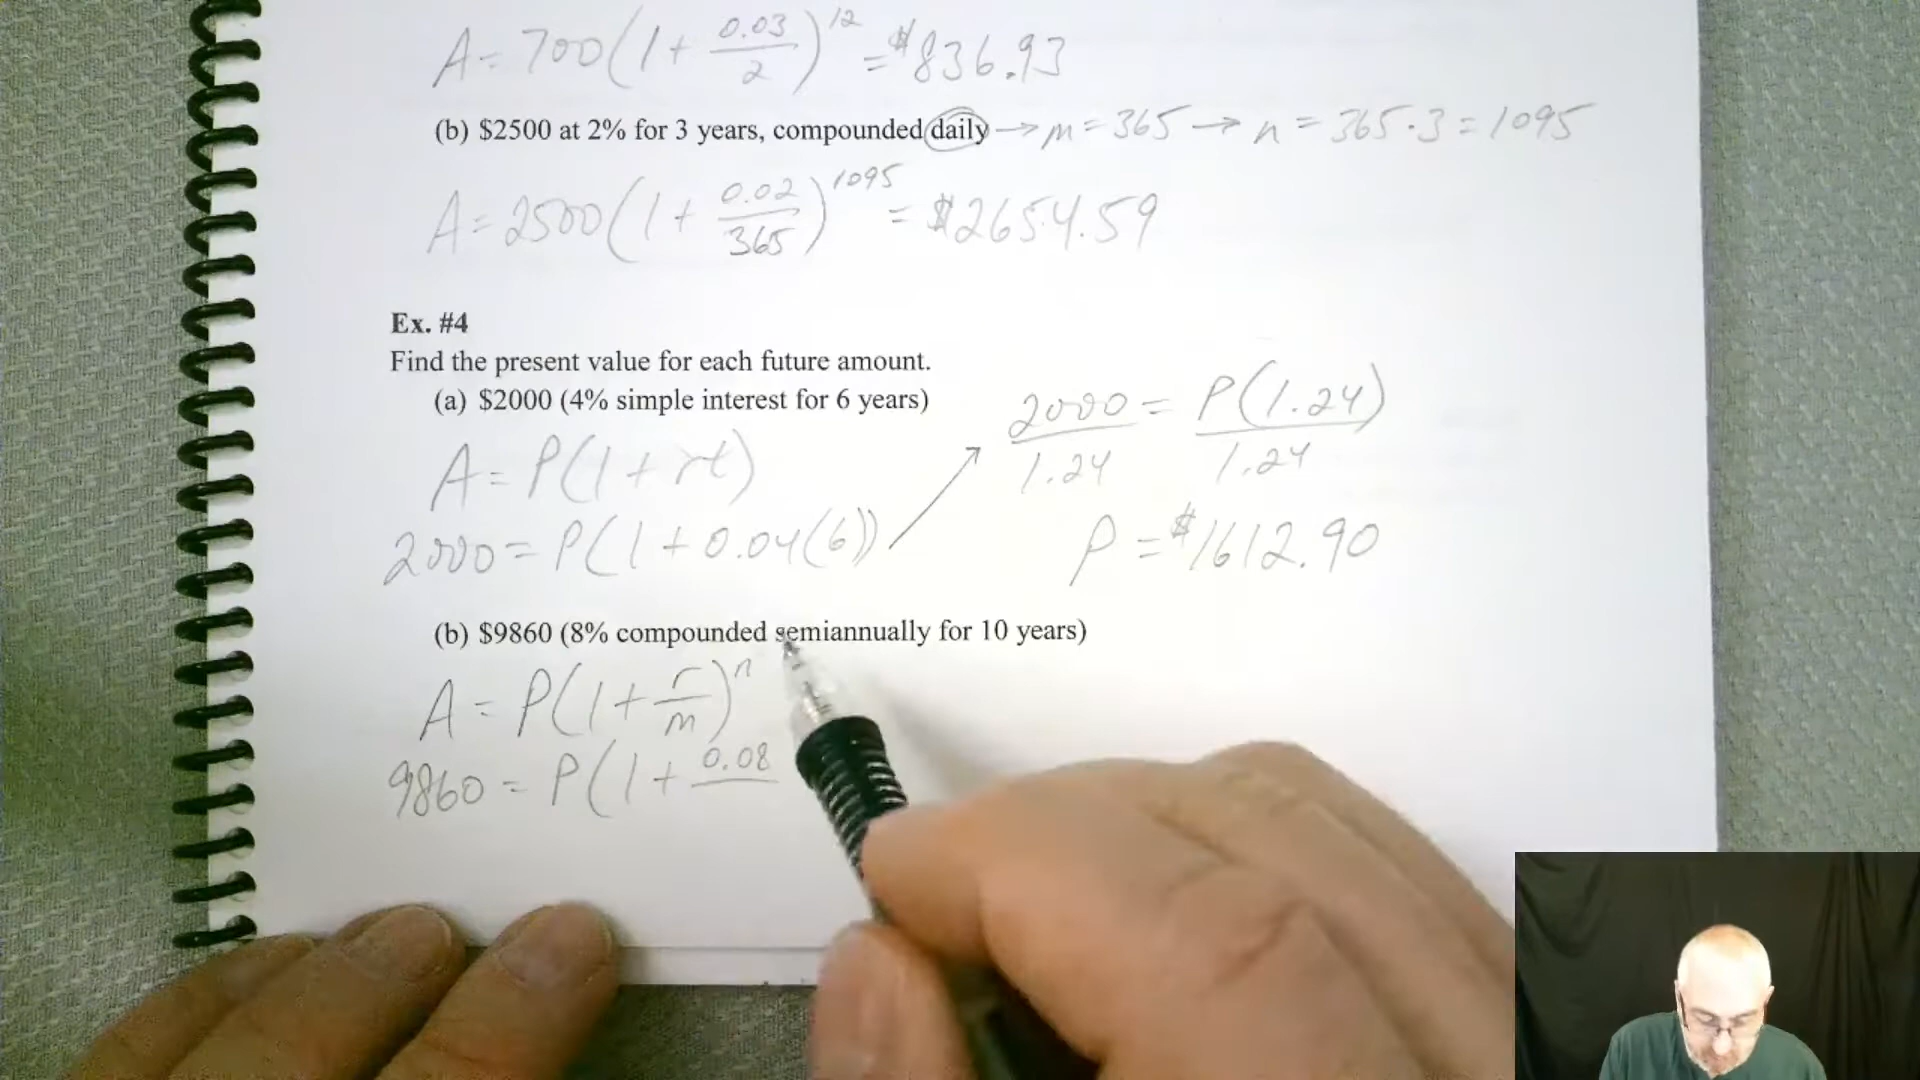 A = 700(1 + 0.03/2)^12 = $836.93
(b) $2500 at 2% for 3 years, compounded daily → m = 365 → n = 365·3 = 1095
A = 2500(1 + 0.02/365)^1095 = $2654.59
Ex. #4
Find the present value for each future amount.
(a) $2000 (4% simple interest for 6 years)
A = P(1 + rt)
2000 = P(1 + 0.04(6))
2000/1.24 = P(1.24)/1.24
P = $1612.90
(b) $9860 (8% compounded semiannually for 10 years)
A = P(1 + r/m)^n
9860 = P(1 + 0.08